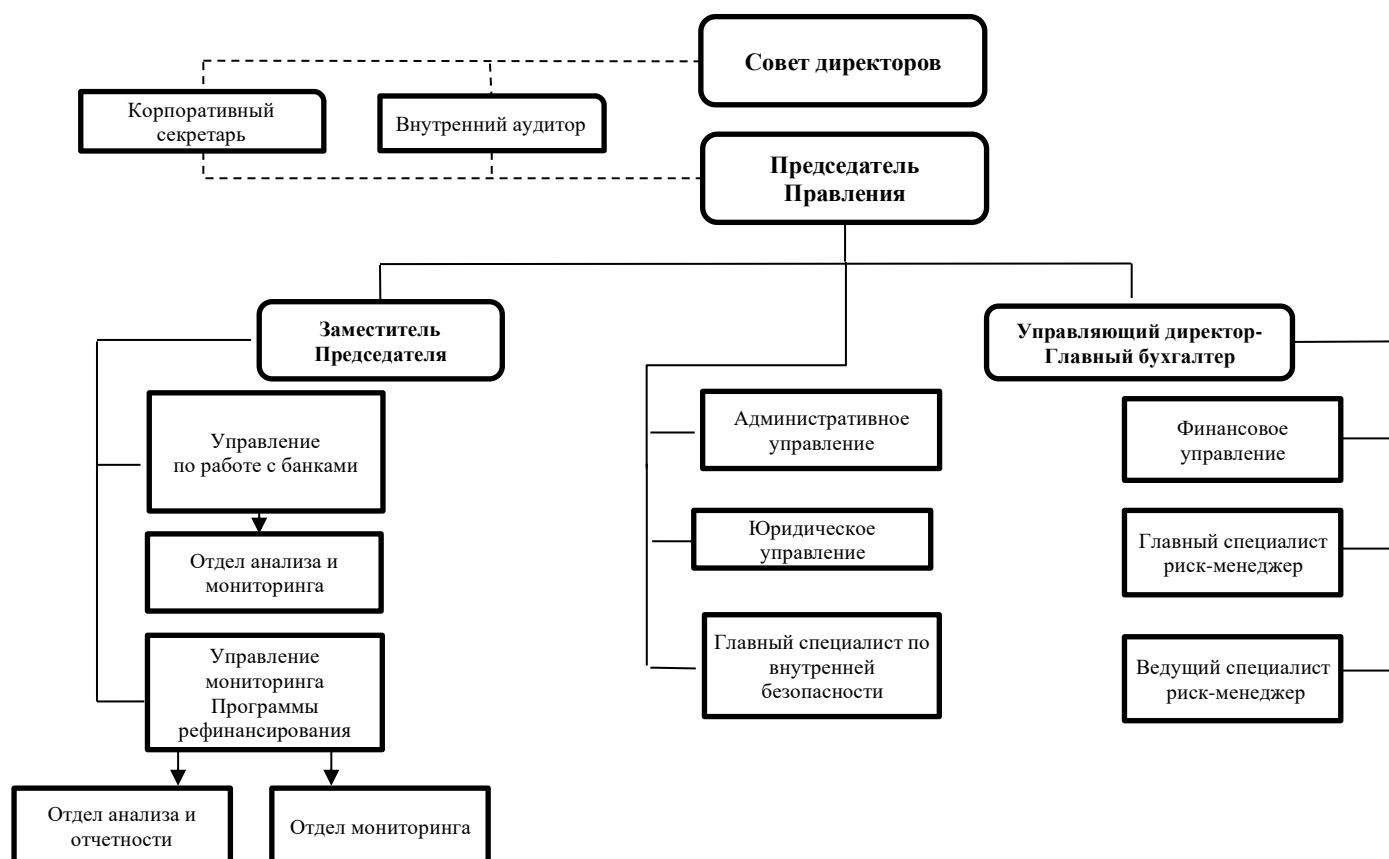 Совет директоров
Корпоративный
секретарь
Внутренний аудитор
Председатель
Правления
Заместитель
Председателя
Управляющий директор-
Главный бухгалтер
Управление
по работе с банками
Административное
управление
Финансовое
управление
Отдел анализа и
мониторинга
Юридическое
управление
Главный специалист
риск-менеджер
Управление
мониторинга
Программы
рефинансирования
Главный специалист по
внутренней
безопасности
Ведущий специалист
риск-менеджер
Отдел анализа и
отчетности
Отдел мониторинга